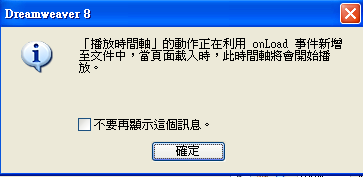 Dreamweaver 8
「播放時間軸」的動作正在利用 onLoad 事件新增
至文件中，當頁面載入時，此時間軸將會開始播
放。
不要再顯示這個訊息。
確定